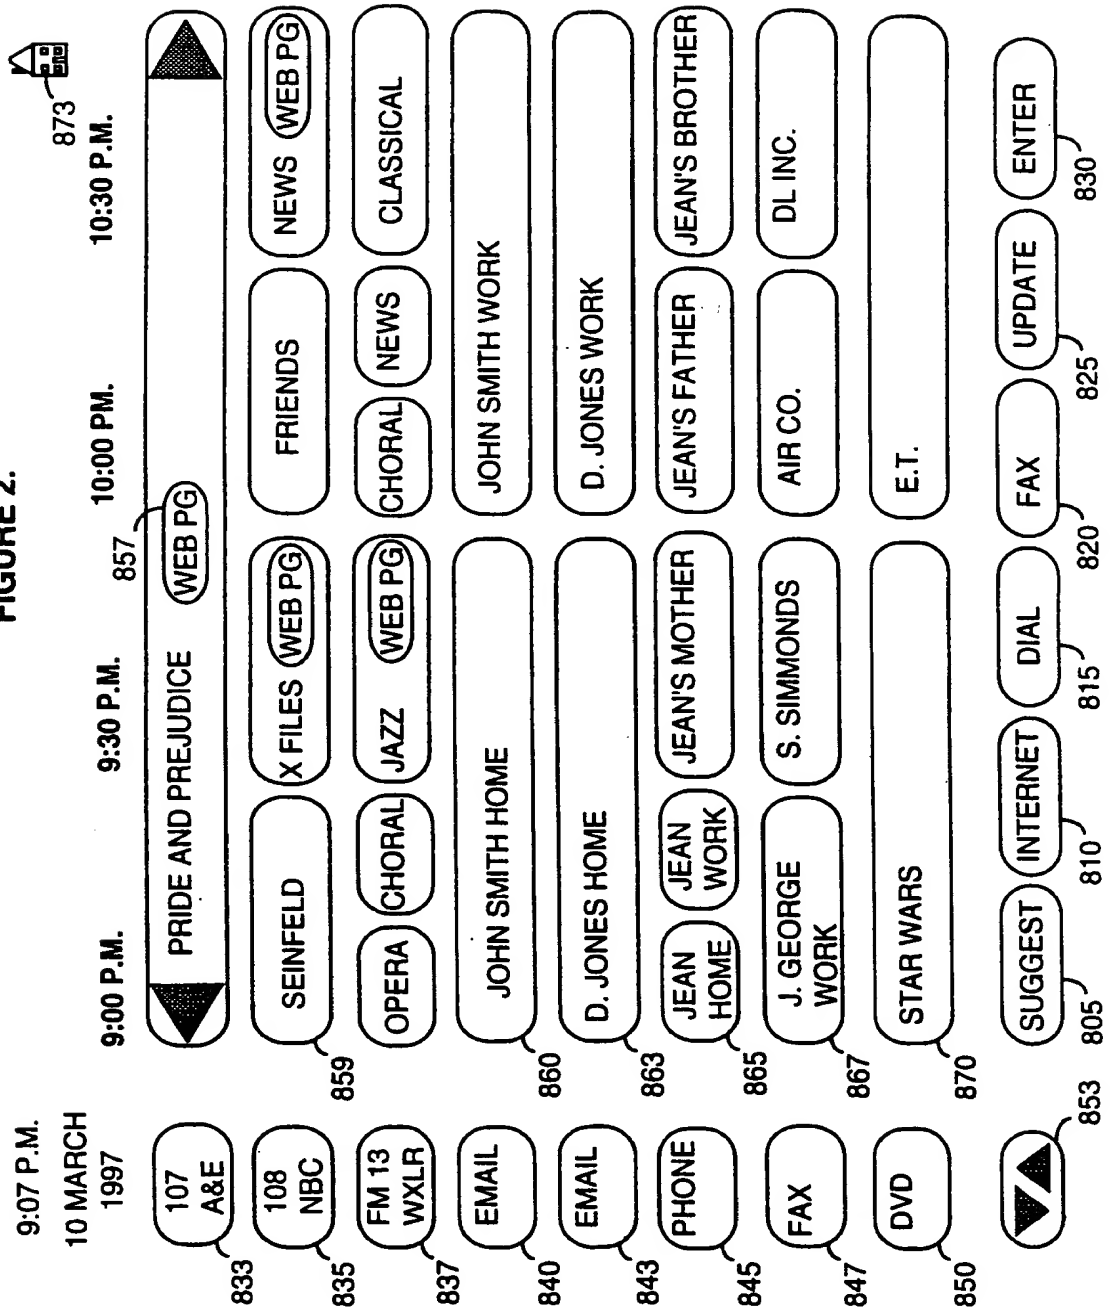 FIGURE 2.
873
9:07 P.M.
10 MARCH
1997
9:00 P.M.
9:30 P.M.
10:00 PM.
10:30 P.M.
857
107
A&E
PRIDE AND PREJUDICE
WEB PG
833
108
NBC
SEINFELD
X FILES
WEB PG
FRIENDS
NEWS
WEB PG
835
859
FM 13
WXLR
OPERA
CHORAL
JAZZ
WEB PG
CHORAL
NEWS
CLASSICAL
837
EMAIL
JOHN SMITH HOME
JOHN SMITH WORK
840
860
EMAIL
D. JONES HOME
D. JONES WORK
843
863
PHONE
JEAN
HOME
JEAN
WORK
JEAN'S MOTHER
JEAN'S FATHER
JEAN'S BROTHER
845
865
FAX
J. GEORGE
WORK
S. SIMMONDS
AIR CO.
DL INC.
847
867
DVD
STAR WARS
E.T.
850
870
SUGGEST
INTERNET
DIAL
FAX
UPDATE
ENTER
853
805
810
815
820
825
830